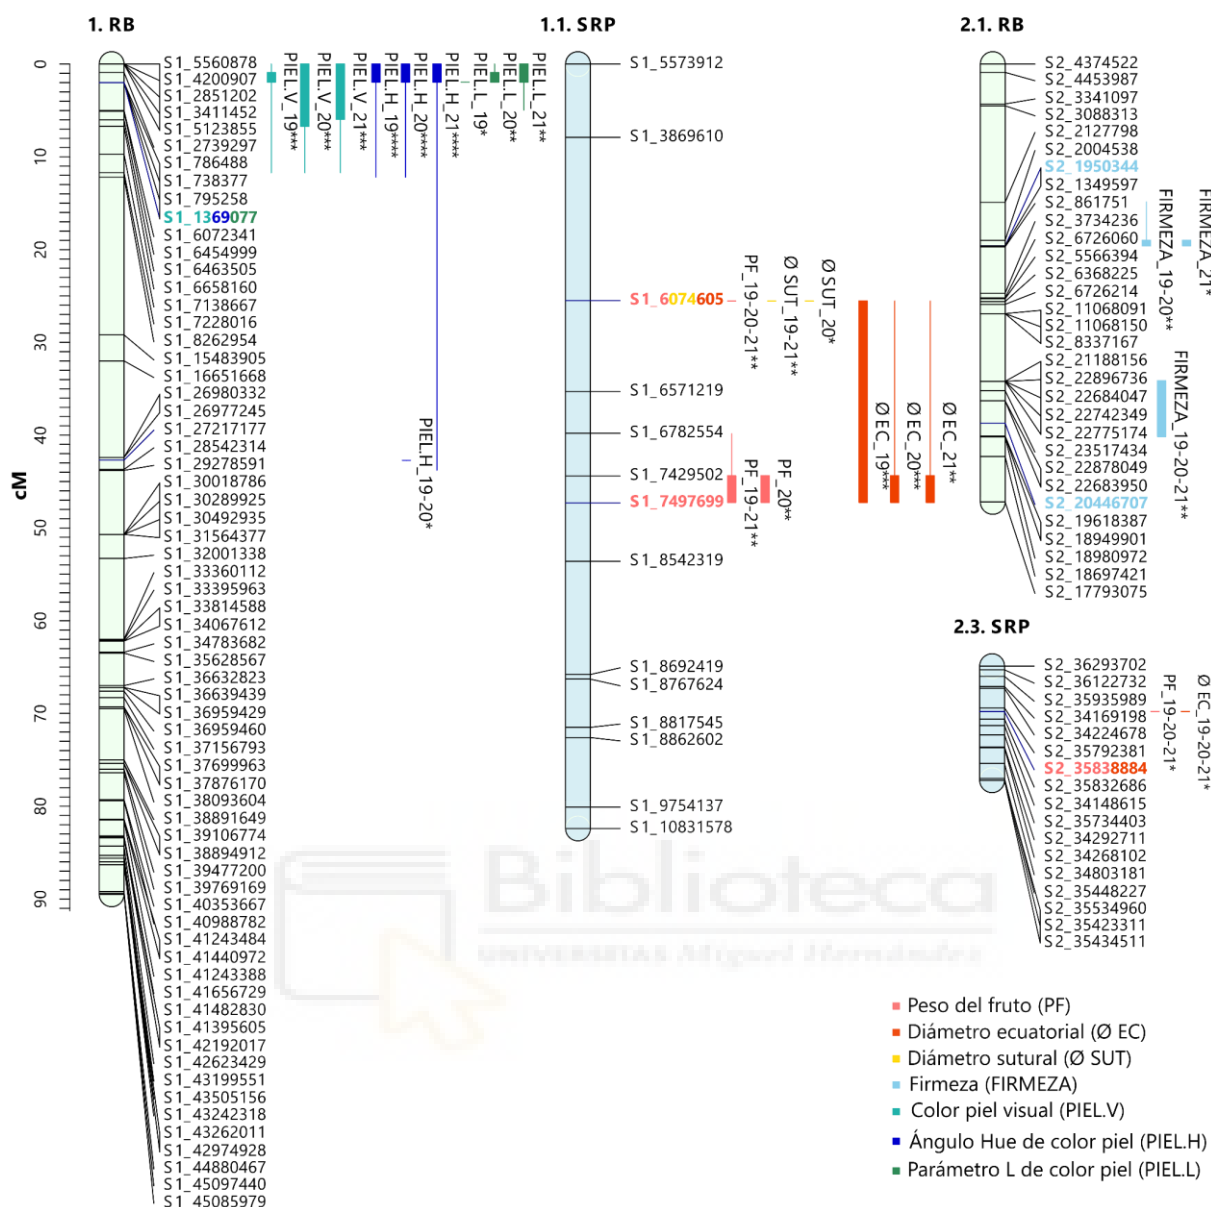 1. RB
1.1. SRP
2.1. RB
cM
0
10
20
30
40
50
60
70
80
90
S1_5560878
S1_4200907
S1_2851202
S1_3411452
S1_5123855
S1_2739297
S1_786488
S1_738377
S1_795258
S1_1369077
S1_6072341
S1_6454999
S1_6463505
S1_6658160
S1_7138667
S1_7228016
S1_8262954
S1_15483905
S1_16651668
S1_26980332
S1_26977245
S1_27217177
S1_28542314
S1_29278591
S1_30018786
S1_30289925
S1_30492935
S1_31564377
S1_32001338
S1_33360112
S1_33395963
S1_33814588
S1_34067612
S1_34783682
S1_35628567
S1_36632823
S1_36639439
S1_36959429
S1_36959460
S1_37156793
S1_37699963
S1_37876170
S1_38093604
S1_38891649
S1_39106774
S1_38894912
S1_39477200
S1_39769169
S1_40353667
S1_40988782
S1_41243484
S1_41440972
S1_41243388
S1_41656729
S1_41482830
S1_41395605
S1_42192017
S1_42623429
S1_43199551
S1_43505156
S1_43242318
S1_43262011
S1_42974928
S1_44880467
S1_45097440
S1_45085979
PIEL.V_19***
PIEL.V_20***
PIEL.V_21***
PIEL.H_19****
PIEL.H_20****
PIEL.H_21****
PIEL.L_19*
PIEL.L_20**
PIEL.L_21**
PIEL.H_19-20*
S1_5573912
S1_3869610
S1_6074605
S1_6571219
S1_6782554
S1_7429502
S1_7497699
S1_8542319
S1_8692419
S1_8767624
S1_8817545
S1_8862602
S1_9754137
S1_10831578
PF_19-20-21**
Ø SUT_19-21**
Ø SUT_20*
PF_19-21**
PF_20**
Ø EC_19***
Ø EC_20***
Ø EC_21**
S2_4374522
S2_4453987
S2_3341097
S2_3088313
S2_2127798
S2_2004538
S2_1950344
S2_1349597
S2_861751
S2_3734236
S2_6726060
S2_5566394
S2_6368225
S2_6726214
S2_11068091
S2_11068150
S2_8337167
S2_21188156
S2_22896736
S2_22684047
S2_22742349
S2_22775174
S2_23517434
S2_22878049
S2_22683950
S2_20446707
S2_19618387
S2_18949901
S2_18980972
S2_18697421
S2_17793075
FIRMEZA_19-20**
FIRMEZA_21*
FIRMEZA_19-20-21**
2.3. SRP
S2_36293702
S2_36122732
S2_35935989
S2_34169198
S2_34224678
S2_35792381
S2_35838884
S2_35832686
S2_34148615
S2_35734403
S2_34292711
S2_34268102
S2_34803181
S2_35448227
S2_35534960
S2_35423311
S2_35434511
PF_19-20-21*
Ø EC_19-20-21*
Peso del fruto (PF)
Diámetro ecuatorial (Ø EC)
Diámetro sutural (Ø SUT)
Firmeza (FIRMEZA)
Color piel visual (PIEL.V)
Ángulo Hue de color piel (PIEL.H)
Parámetro L de color piel (PIEL.L)
Biblioteca
UNIVERSITAS Miguel Hernández